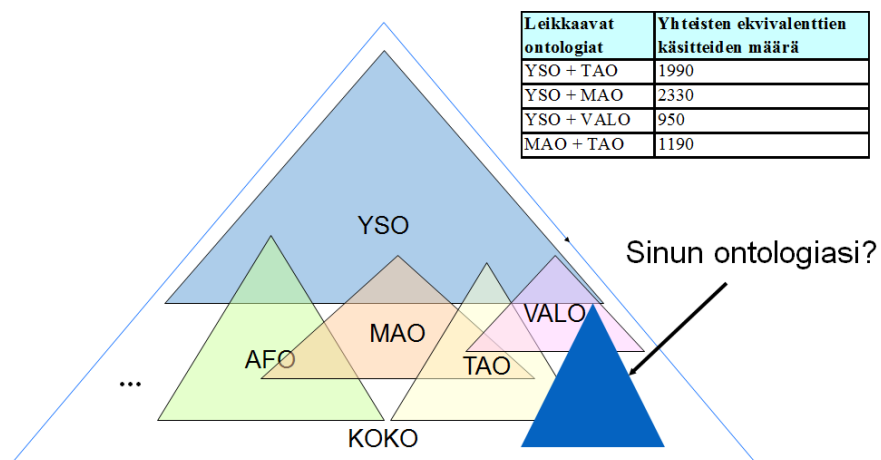 Leikkaavat ontologiat Yhteisten ekvivalenttien käsitteiden määrä
YSO + TAO 1990
YSO + MAO 2330
YSO + VALO 950
MAO + TAO 1190
YSO
Sinun ontologiasi?
VALO
MAO
AFO
TAO
...
KOKO